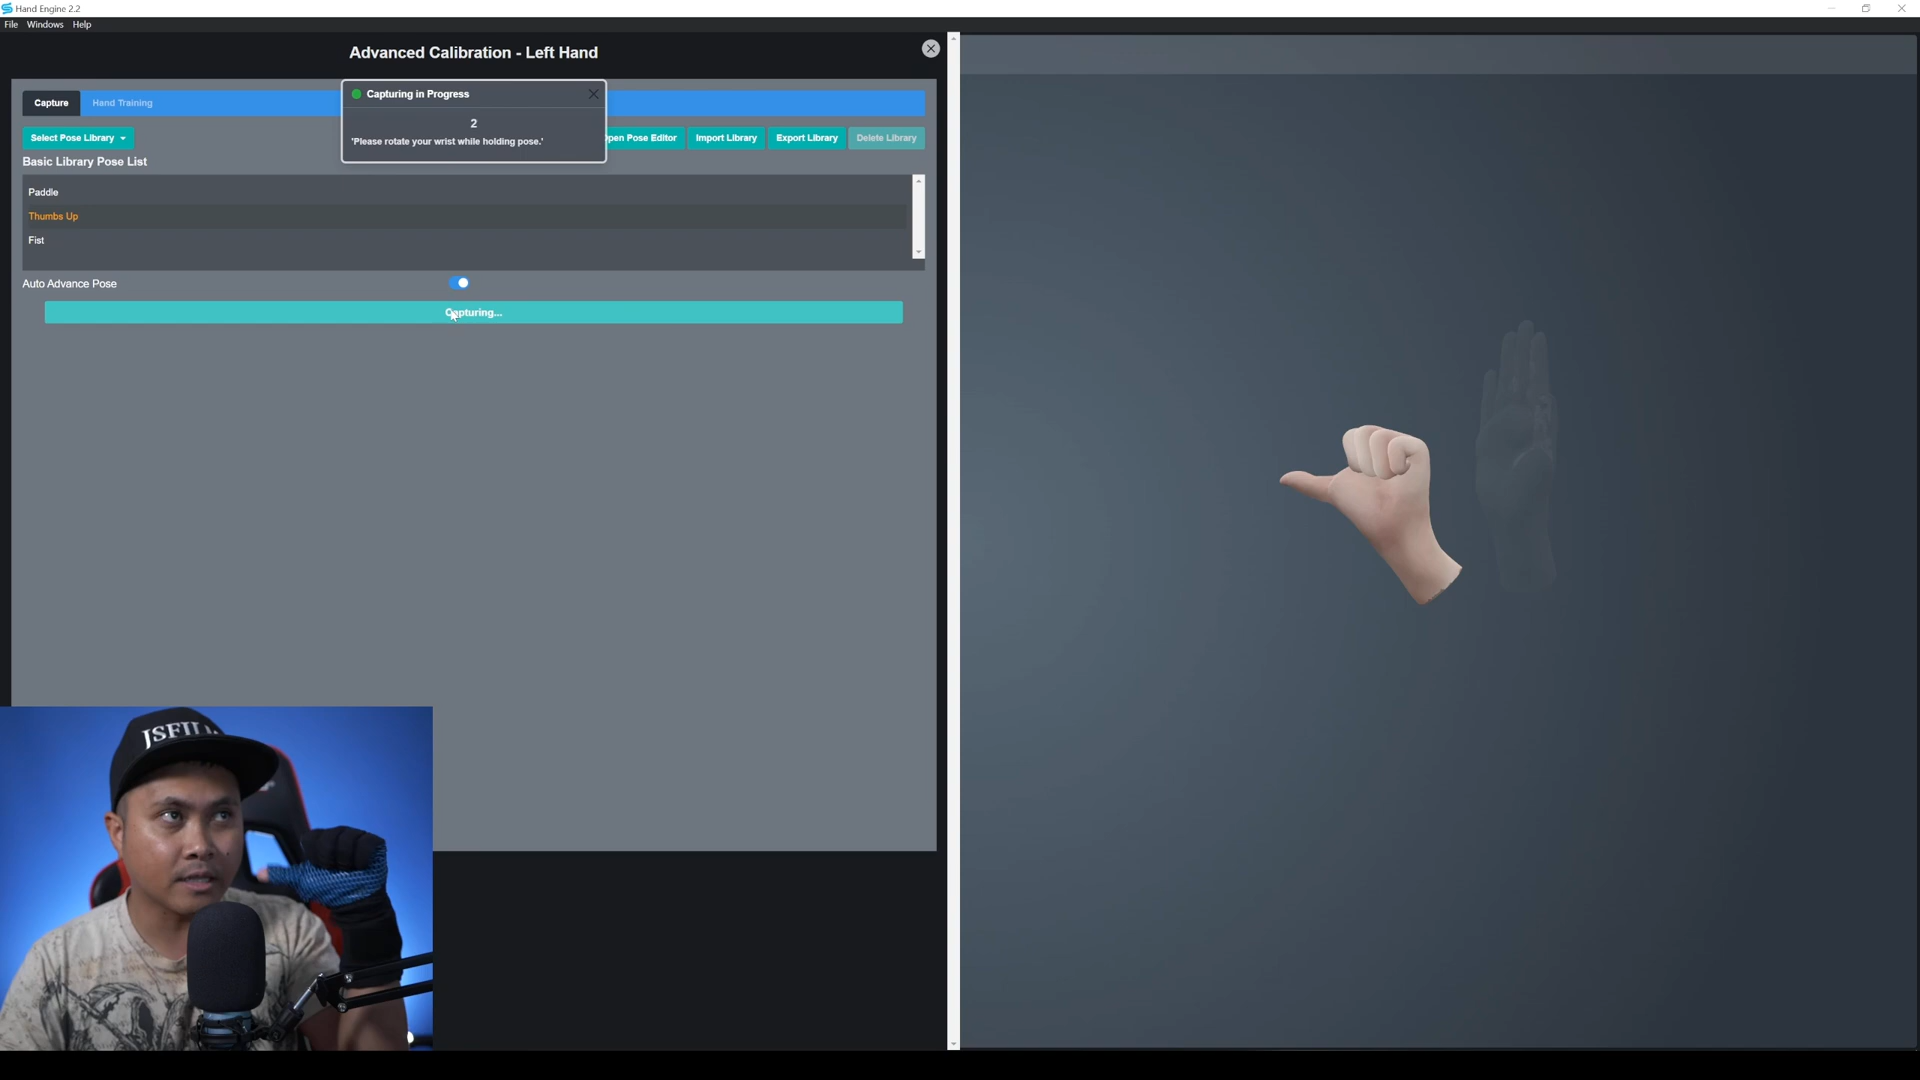 Hand Engine 2.2
File Windows Help
Advanced Calibration - Left Hand
Capture Hand Training
Capturing in Progress
2
'Please rotate your wrist while holding pose.'
Select Pose Library
pen Pose Editor Import Library Export Library Delete Library
Basic Library Pose List
Paddle
Thumbs Up
Fist
Auto Advance Pose
Capturing...
JSFIL